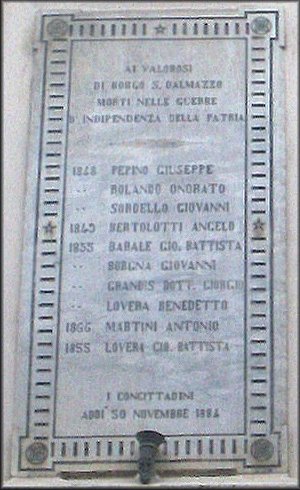 AI VALOROSI
DI BORGO S. DALMAZZO
MORTI NELLE GUERRE
D'INDIPENDENZA DELLA PATRIA
1848 PEPINO GIUSEPPE
" ROLANDO ONORATO
" SORDELLO GIOVANNI
1849 BERTOLOTTI ANGELO
1855 BABALE GIO. BATTISTA
" BORGNA GIOVANNI
" GRANDIS DOTT. GIORGIO
" LOVERA BENEDETTO
1866 MARTINI ANTONIO
1855 LOVERA GIO. BATTISTA
I CONCITTADINI
ADDI' 30 NOVEMBRE 1884